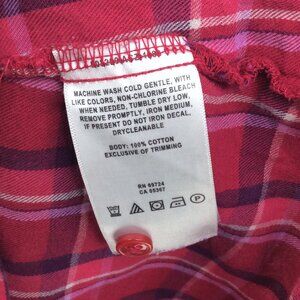 MACHINE WASH COLD GENTLE, WITH
LIKE COLORS, NON-CHLORINE BLEACH
WHEN NEEDED, TUMBLE DRY LOW,
REMOVE PROMPTLY, IRON MEDIUM,
IF PRESENT DO NOT IRON DECAL,
DRYCLEANABLE
BODY: 100% COTTON
EXCLUSIVE OF TRIMMING
RN 69724
CA 05367
P